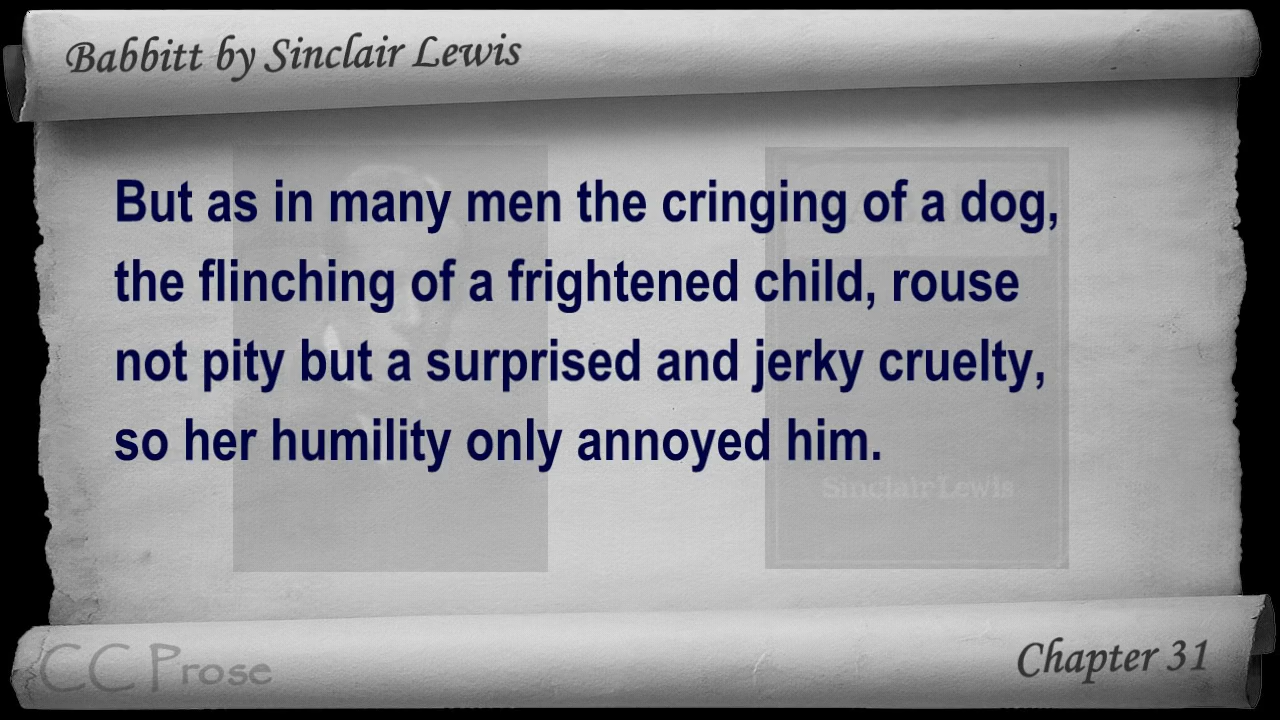 Babbitt by Sinclair Lewis
But as in many men the cringing of a dog,
the flinching of a frightened child, rouse
not pity but a surprised and jerky cruelty,
so her humility only annoyed him.
Sinclair Lewis
CC Prose
Chapter 31